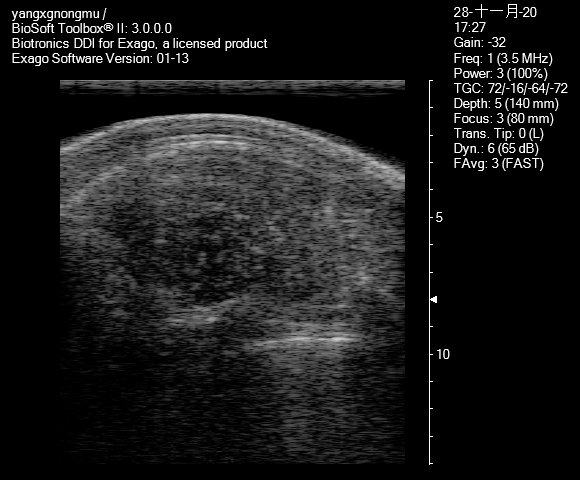 yangxgnongmu /
BioSoft Toolbox® II: 3.0.0.0
Biotronics DDI for Exago, a licensed product
Exago Software Version: 01-13
28-十一月-20
17:27
Gain: -32
Freq: 1 (3.5 MHz)
Power: 3 (100%)
TGC: 72/-16/-64/-72
Depth: 5 (140 mm)
Focus: 3 (80 mm)
Trans. Tip: 0 (L)
Dyn.: 6 (65 dB)
FAvg: 3 (FAST)
5
10